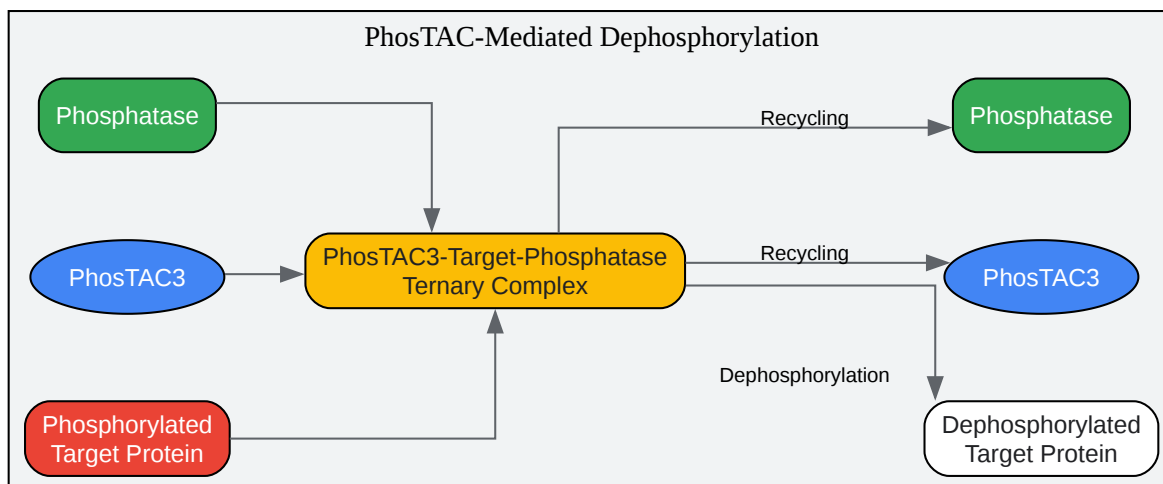 PhosTAC-Mediated Dephosphorylation
Phosphatase
Recycling
Phosphatase
PhosTAC3
PhosTAC3-Target-Phosphatase
Ternary Complex
Recycling
PhosTAC3
Dephosphorylation
Phosphorylated
Target Protein
Dephosphorylated
Target Protein